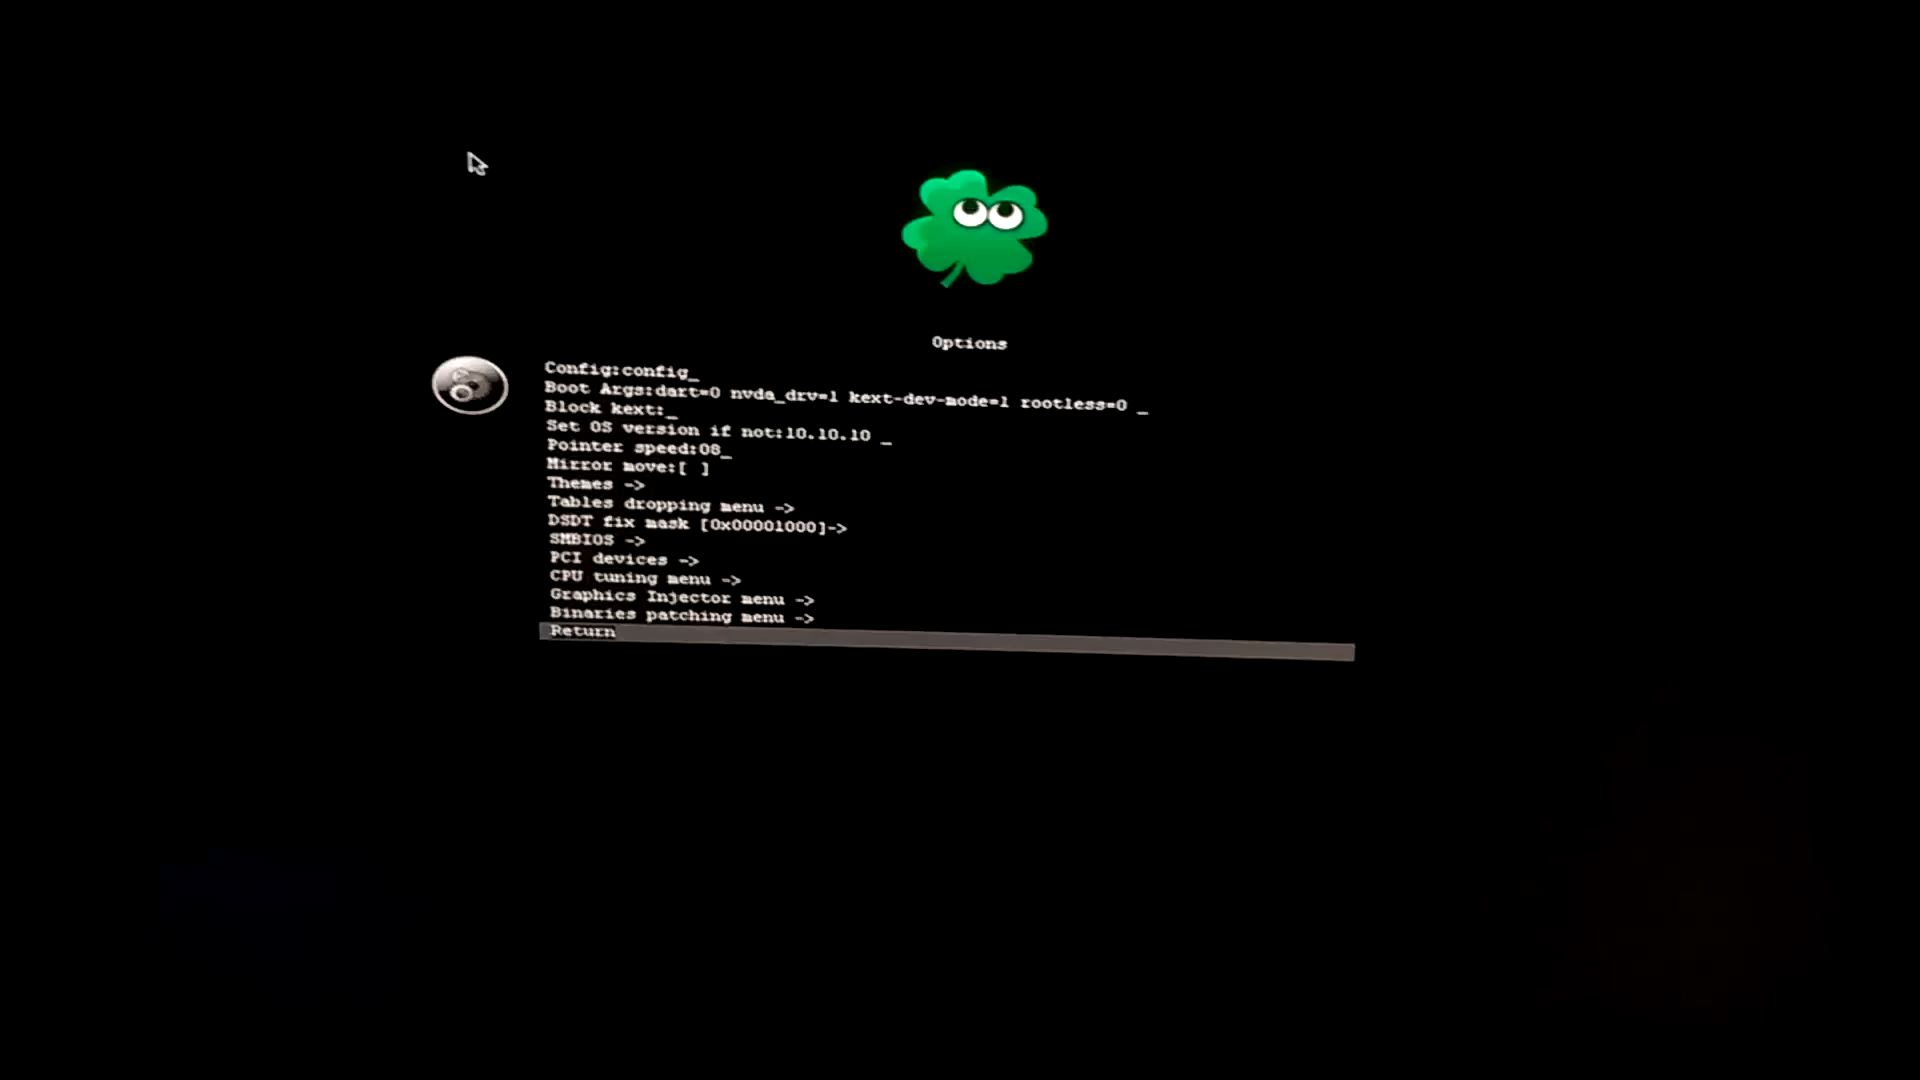 Options
Config:config_
Boot Args:dart=0 nvda_drv=1 kext-dev-mode=1 rootless=0 _
Block kext:_
Set OS version if not:10.10.10 _
Pointer speed:08_
Mirror move:[ ]
Themes ->
Tables dropping menu ->
DSDT fix mask [0x00001000]->
SMBIOS ->
PCI devices ->
CPU tuning menu ->
Graphics Injector menu ->
Binaries patching menu ->
Return